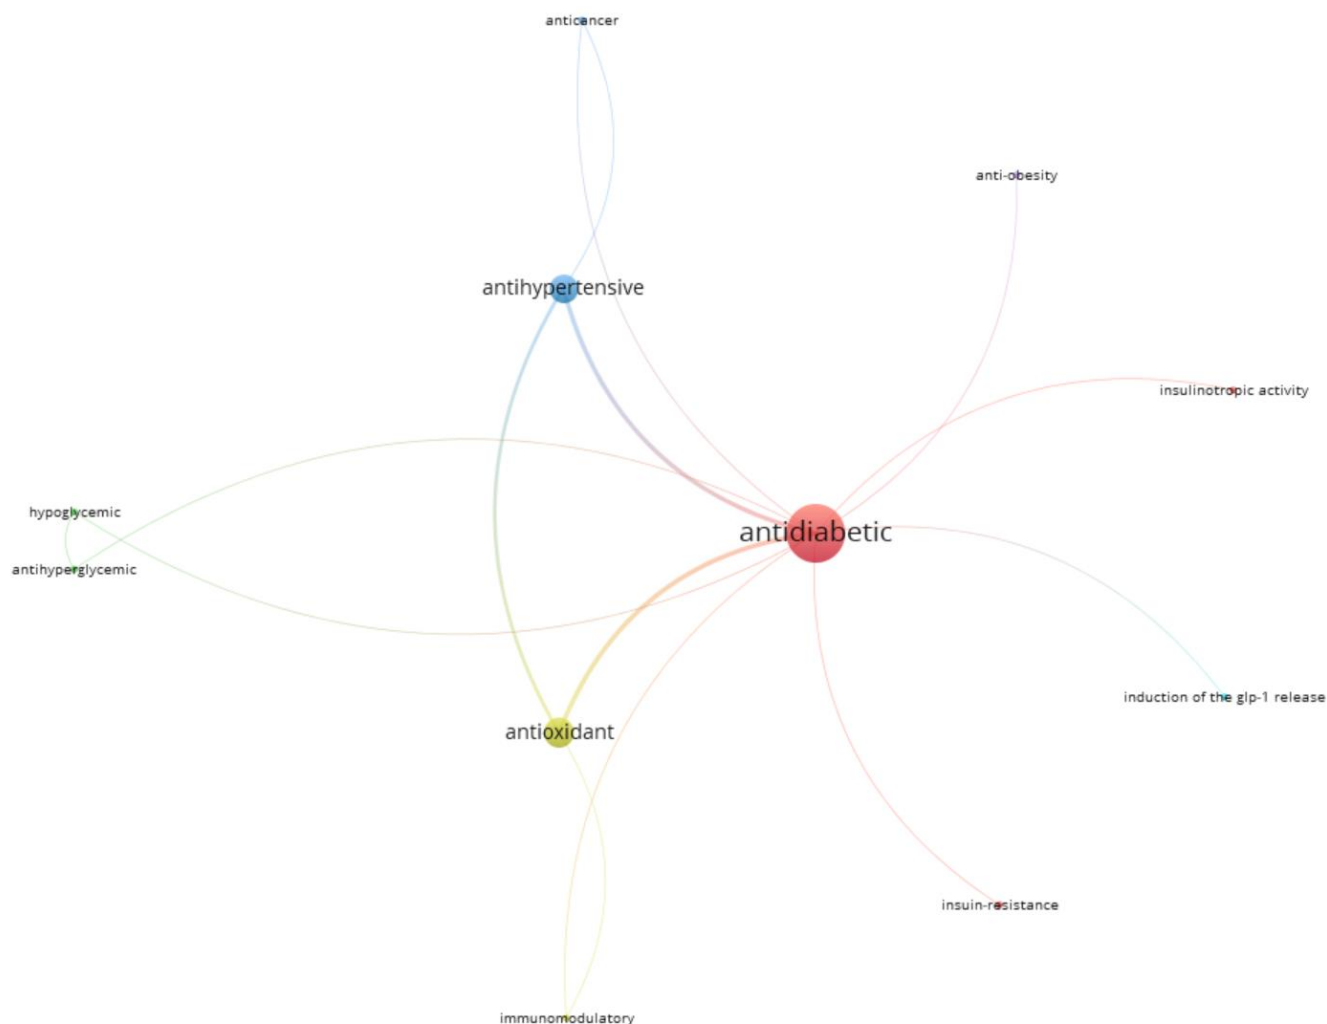 anticancer
anti-obesity
antihypertensive
insulinotropic activity
hypoglycemic
antidiabetic
antihyperglycemic
induction of the glp-1 release
antioxidant
insuin-resistance
immunomodulatory